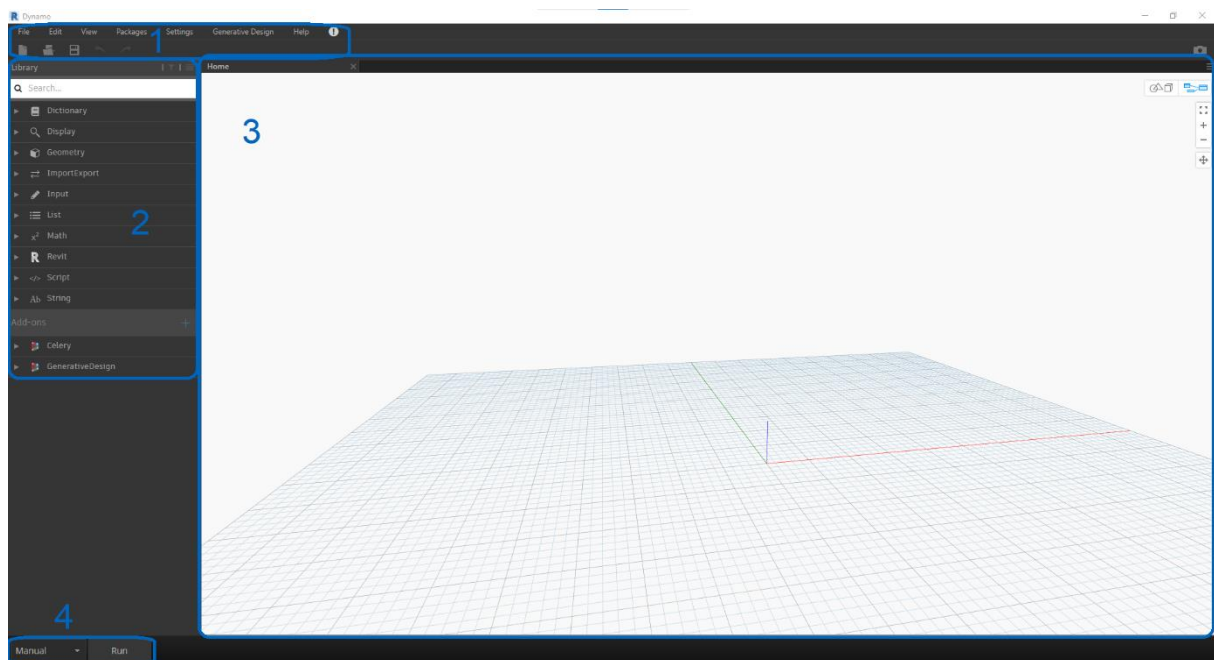 R Dynamo
File Edit View Packages Settings Generative Design Help
1
Library
Home
Search...
Dictionary
Display
Geometry
ImportExport
Input
List
2
Math
Revit
Script
Ab String
Add-ons
Celery
GenerativeDesign
3
4
Manual Run